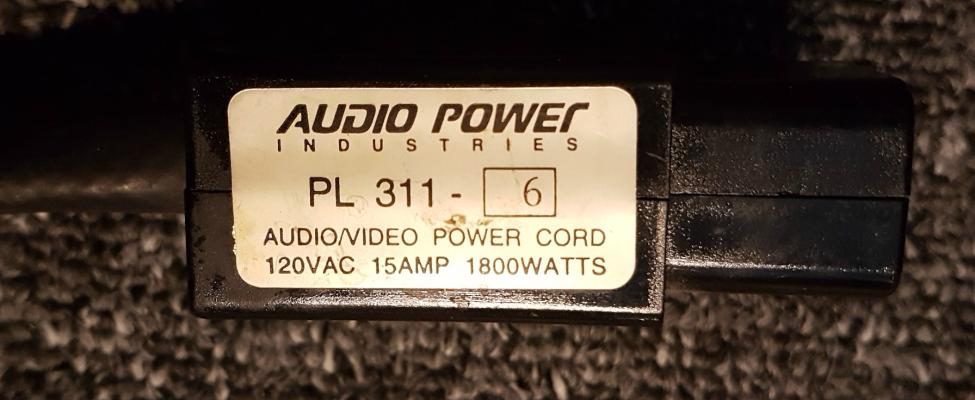 AUDIO POWER
INDUSTRIES
PL 311- 6
AUDIO/VIDEO POWER CORD
120VAC 15AMP 1800WATTS